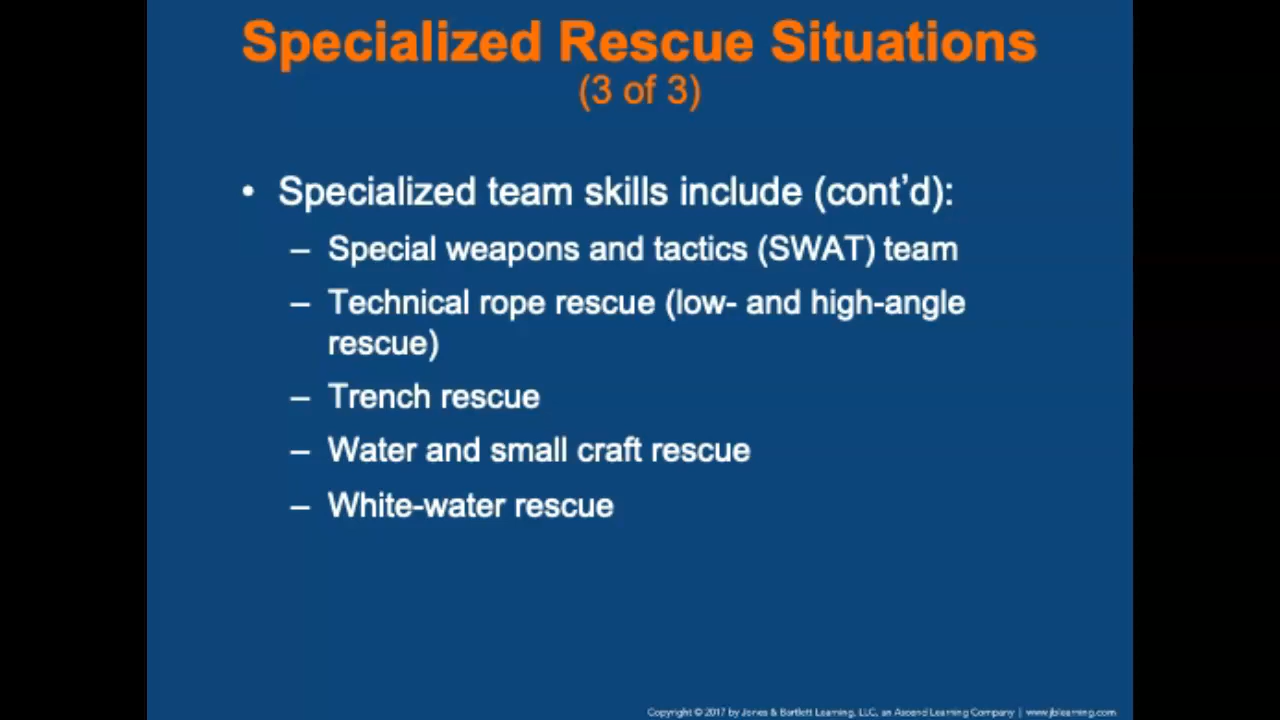 Specialized Rescue Situations
(3 of 3)
• Specialized team skills include (cont’d):
– Special weapons and tactics (SWAT) team
– Technical rope rescue (low- and high-angle
rescue)
– Trench rescue
– Water and small craft rescue
– White-water rescue
Copyright © 2017 by Jones & Bartlett Learning, LLC, an Ascend Learning Company | www.jblearning.com